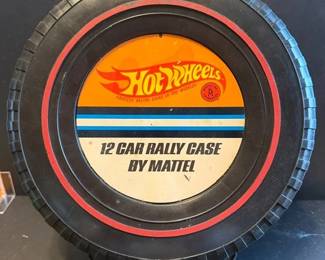 HOT WHEELS
12 CAR RALLY CASE
BY MATTEL